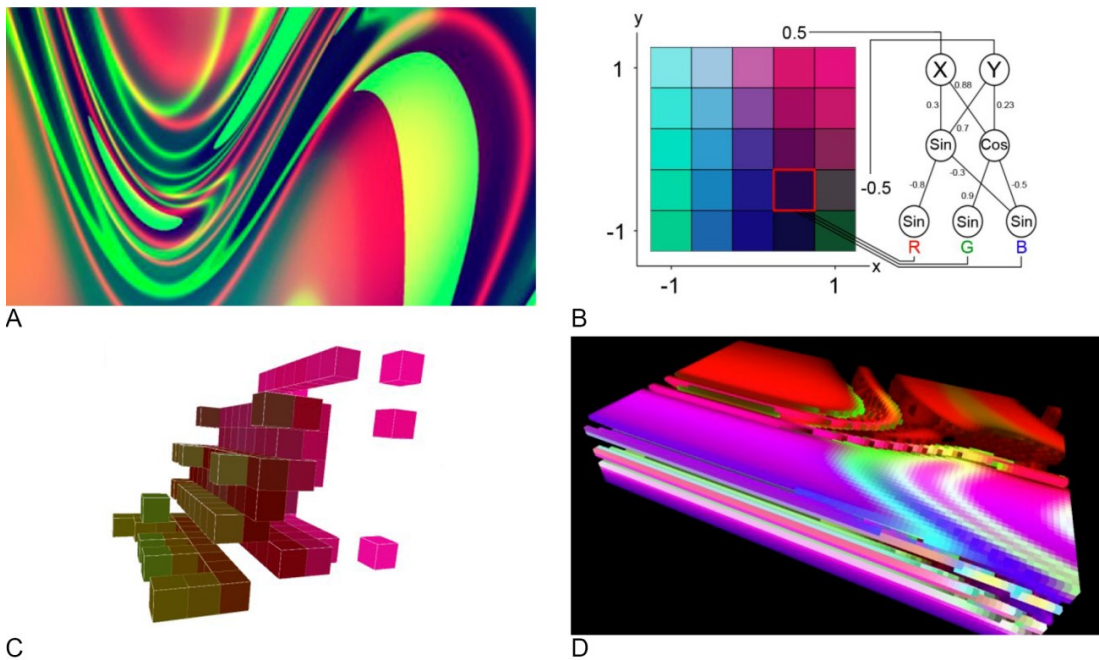 A
y
0.5
X Y
1
0.88
0.3 0.23
0.7
Sin Cos
-0.5
-0.3
-0.8 0.9 -0.5
Sin Sin Sin
-1
R G B
x
-1 1
B
C
D